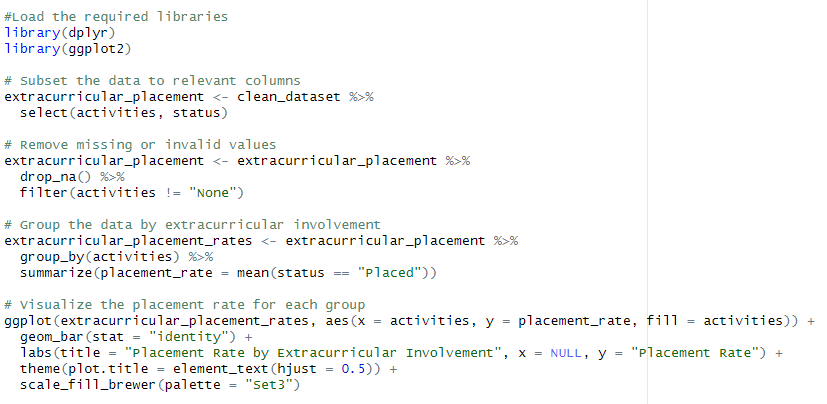 #Load the required libraries
library(dplyr)
library(ggplot2)

# Subset the data to relevant columns
extracurricular_placement <- clean_dataset %>%
  select(activities, status)

# Remove missing or invalid values
extracurricular_placement <- extracurricular_placement %>%
  drop_na() %>%
  filter(activities != "None")

# Group the data by extracurricular involvement
extracurricular_placement_rates <- extracurricular_placement %>%
  group_by(activities) %>%
  summarize(placement_rate = mean(status == "Placed"))

# Visualize the placement rate for each group
ggplot(extracurricular_placement_rates, aes(x = activities, y = placement_rate, fill = activities)) +
  geom_bar(stat = "identity") +
  labs(title = "Placement Rate by Extracurricular Involvement", x = NULL, y = "Placement Rate") +
  theme(plot.title = element_text(hjust = 0.5)) +
  scale_fill_brewer(palette = "Set3")